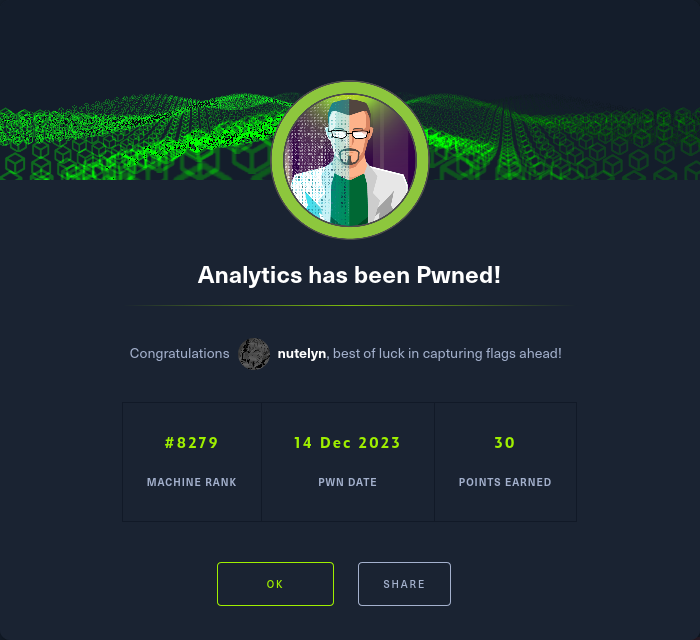 Analytics has been Pwned!
Congratulations nutelyn, best of luck in capturing flags ahead!
#8279 14 Dec 2023 30
MACHINE RANK PWN DATE POINTS EARNED
OK SHARE